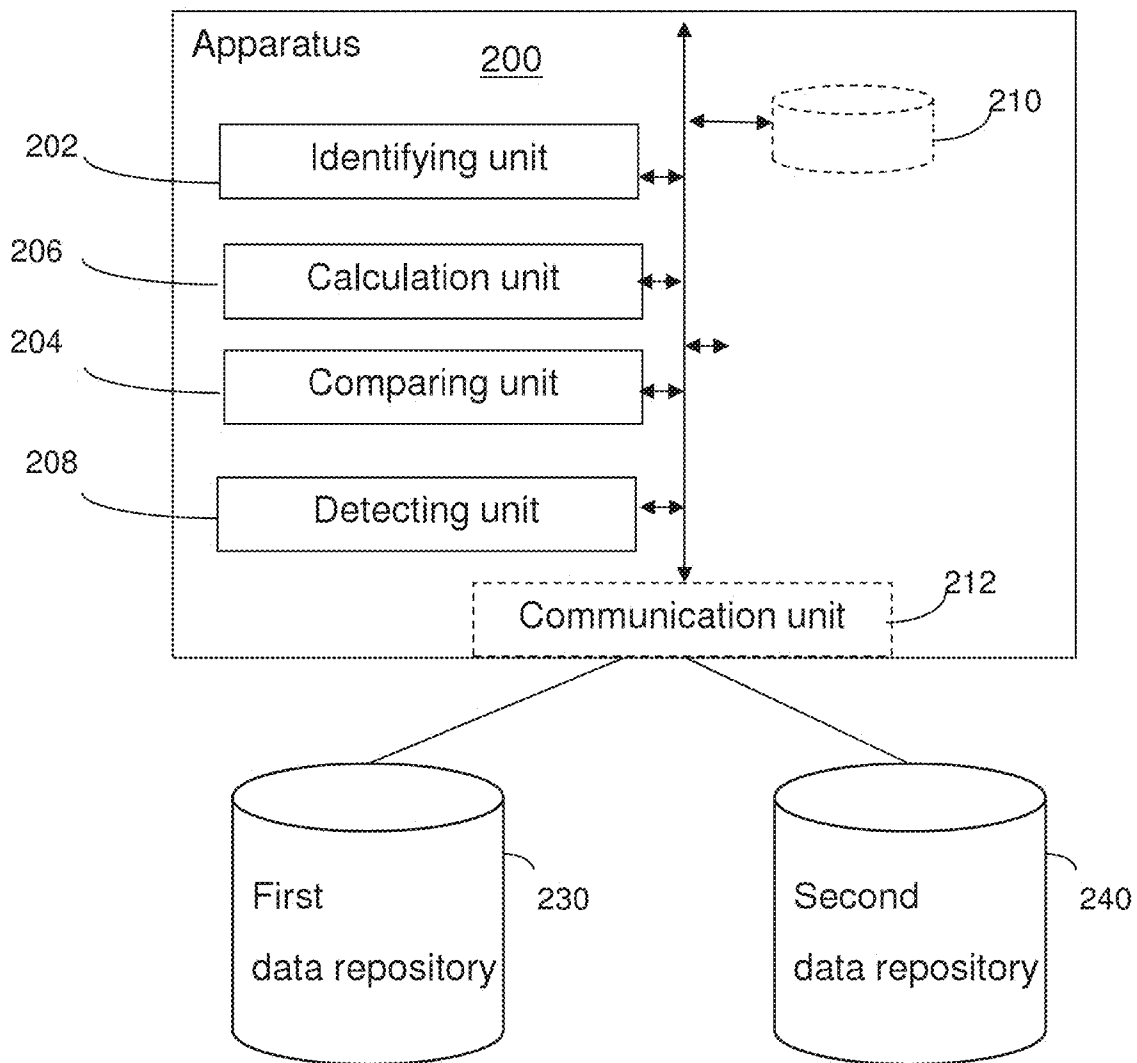 Apparatus
200
210
202
Identifying unit
206
Calculation unit
204
Comparing unit
208
Detecting unit
212
Communication unit
First
data repository
230
Second
data repository
240